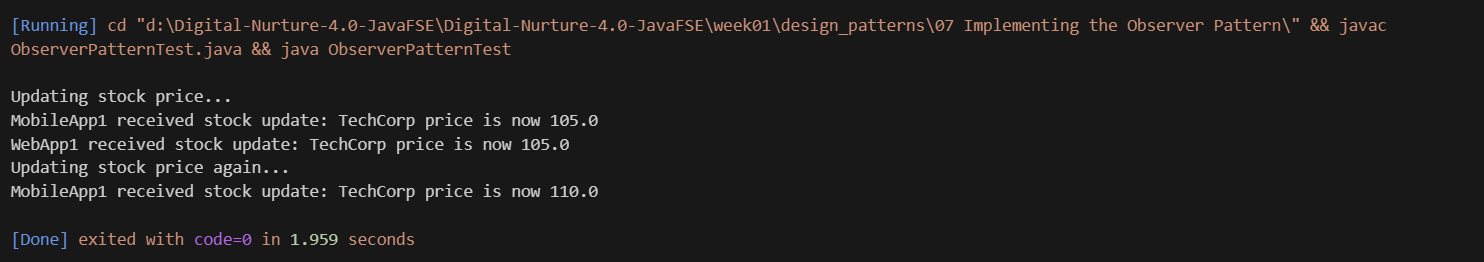 [Running] cd "d:\Digital-Nurture-4.0-JavaFSE\Digital-Nurture-4.0-JavaFSE\week01\design_patterns\07 Implementing the Observer Pattern\" && javac
ObserverPatternTest.java && java ObserverPatternTest
Updating stock price...
MobileApp1 received stock update: TechCorp price is now 105.0
WebApp1 received stock update: TechCorp price is now 105.0
Updating stock price again...
MobileApp1 received stock update: TechCorp price is now 110.0
[Done] exited with code=0 in 1.959 seconds